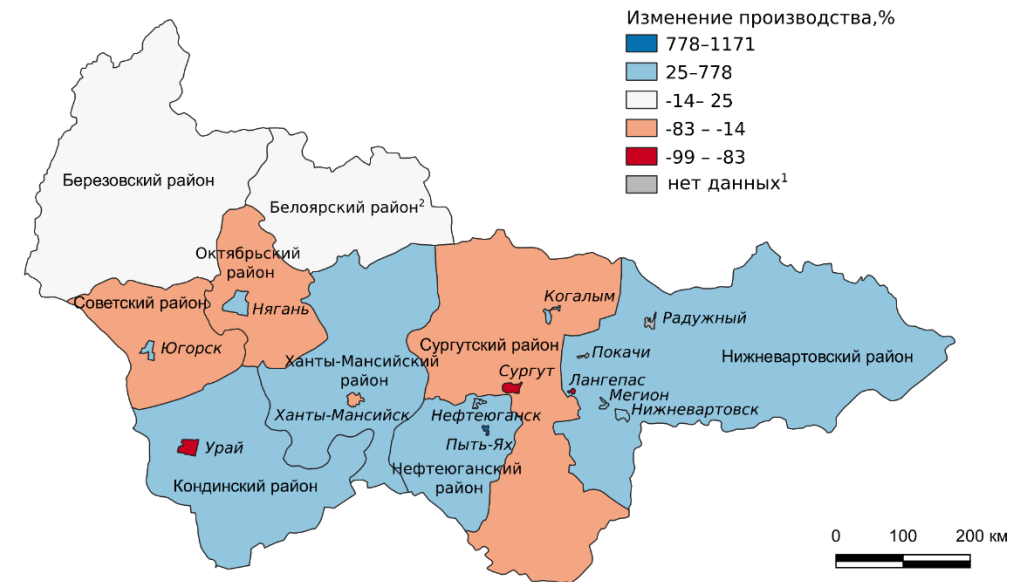 Изменение производства,%
778–1171
25–778
-14– 25
-83 – -14
-99 – -83
нет данных¹
Березовский район
Белоярский район²
Октябрьский
район
Нягань
Советский район
Югорск
Когалым
Радужный
Сургутский район
Покачи
Нижневартовский район
Ханты-Мансийский
район
Сургут
Лангепас
Мегион
Нижневартовск
Ханты-Мансийск
Нефтеюганск
Пыть-Ях
Урай
Нефтеюганский
район
Кондинский район
0 100 200 км